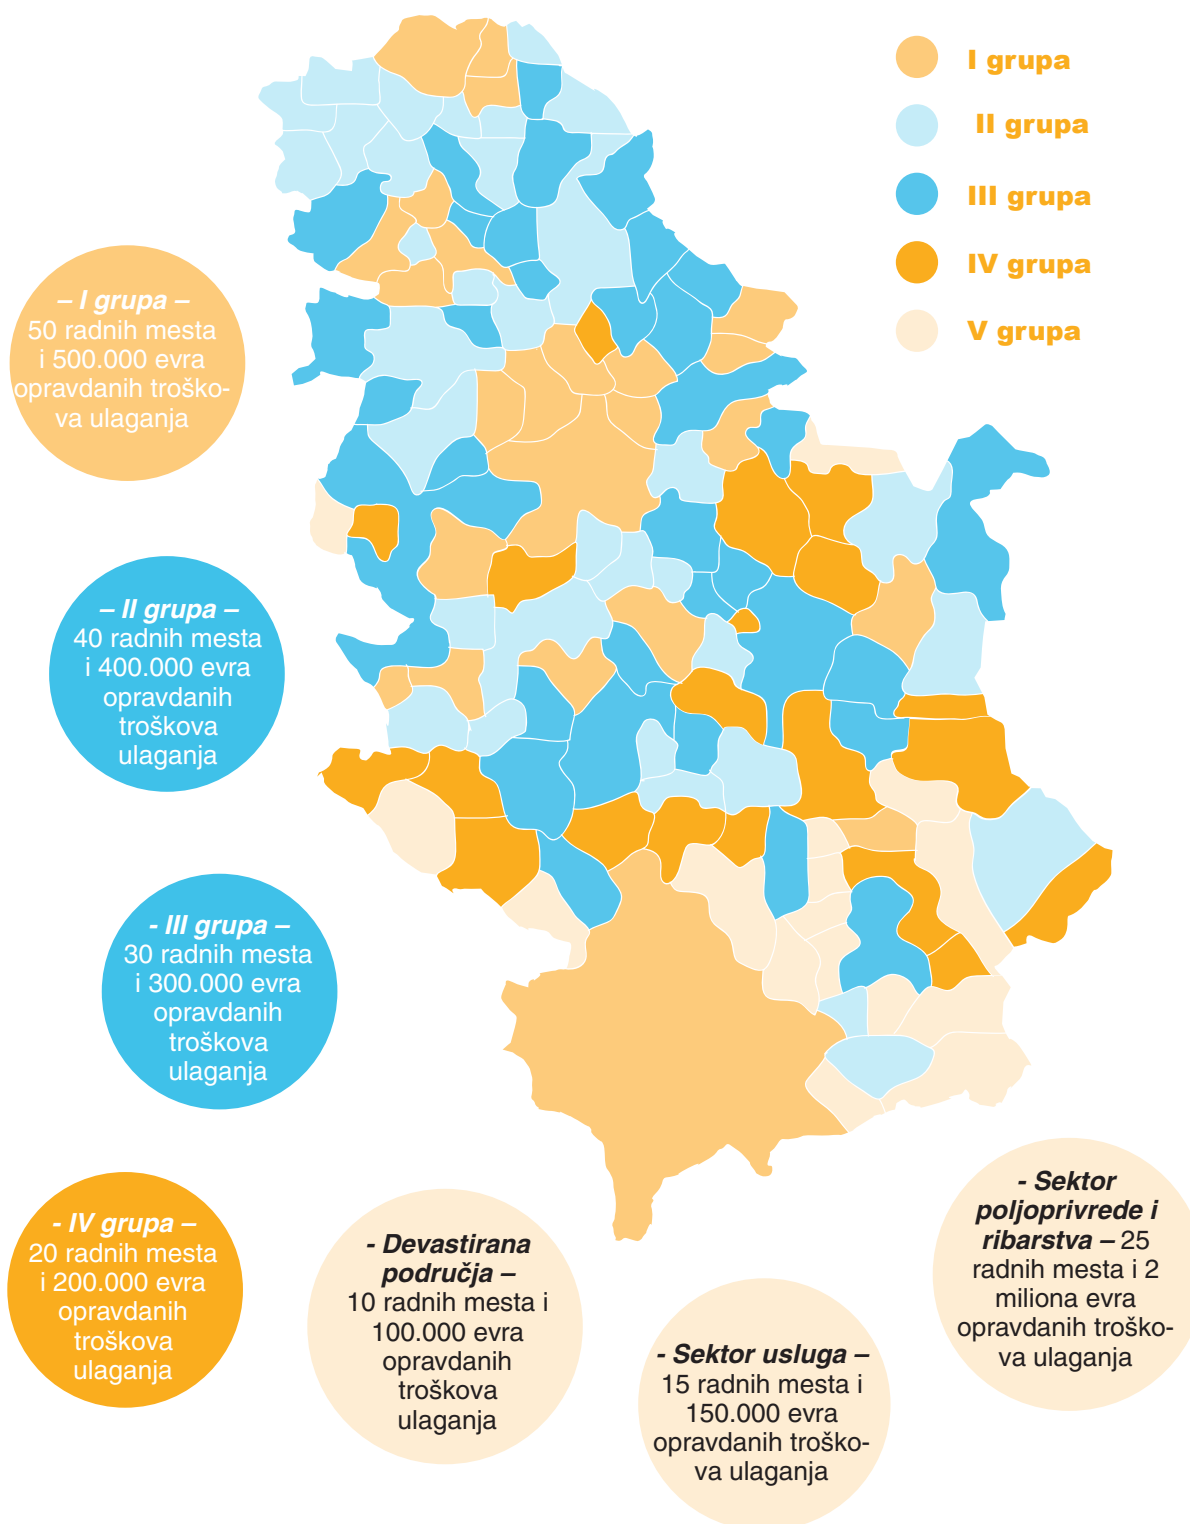 I grupa
II grupa
III grupa
IV grupa
V grupa
– I grupa –
50 radnih mesta
i 500.000 evra
opravdanih troško-
va ulaganja
– II grupa –
40 radnih mesta
i 400.000 evra
opravdanih
troškova
ulaganja
- III grupa –
30 radnih mesta
i 300.000 evra
opravdanih
troškova
ulaganja
- IV grupa –
20 radnih mesta
i 200.000 evra
opravdanih
troškova
ulaganja
- Devastirana
područja –
10 radnih mesta i
100.000 evra
opravdanih
troškova
ulaganja
- Sektor usluga –
15 radnih mesta i
150.000 evra
opravdanih troško-
va ulaganja
- Sektor
poljoprivrede i
ribarstva – 25
radnih mesta i 2
miliona evra
opravdanih troško-
va ulaganja